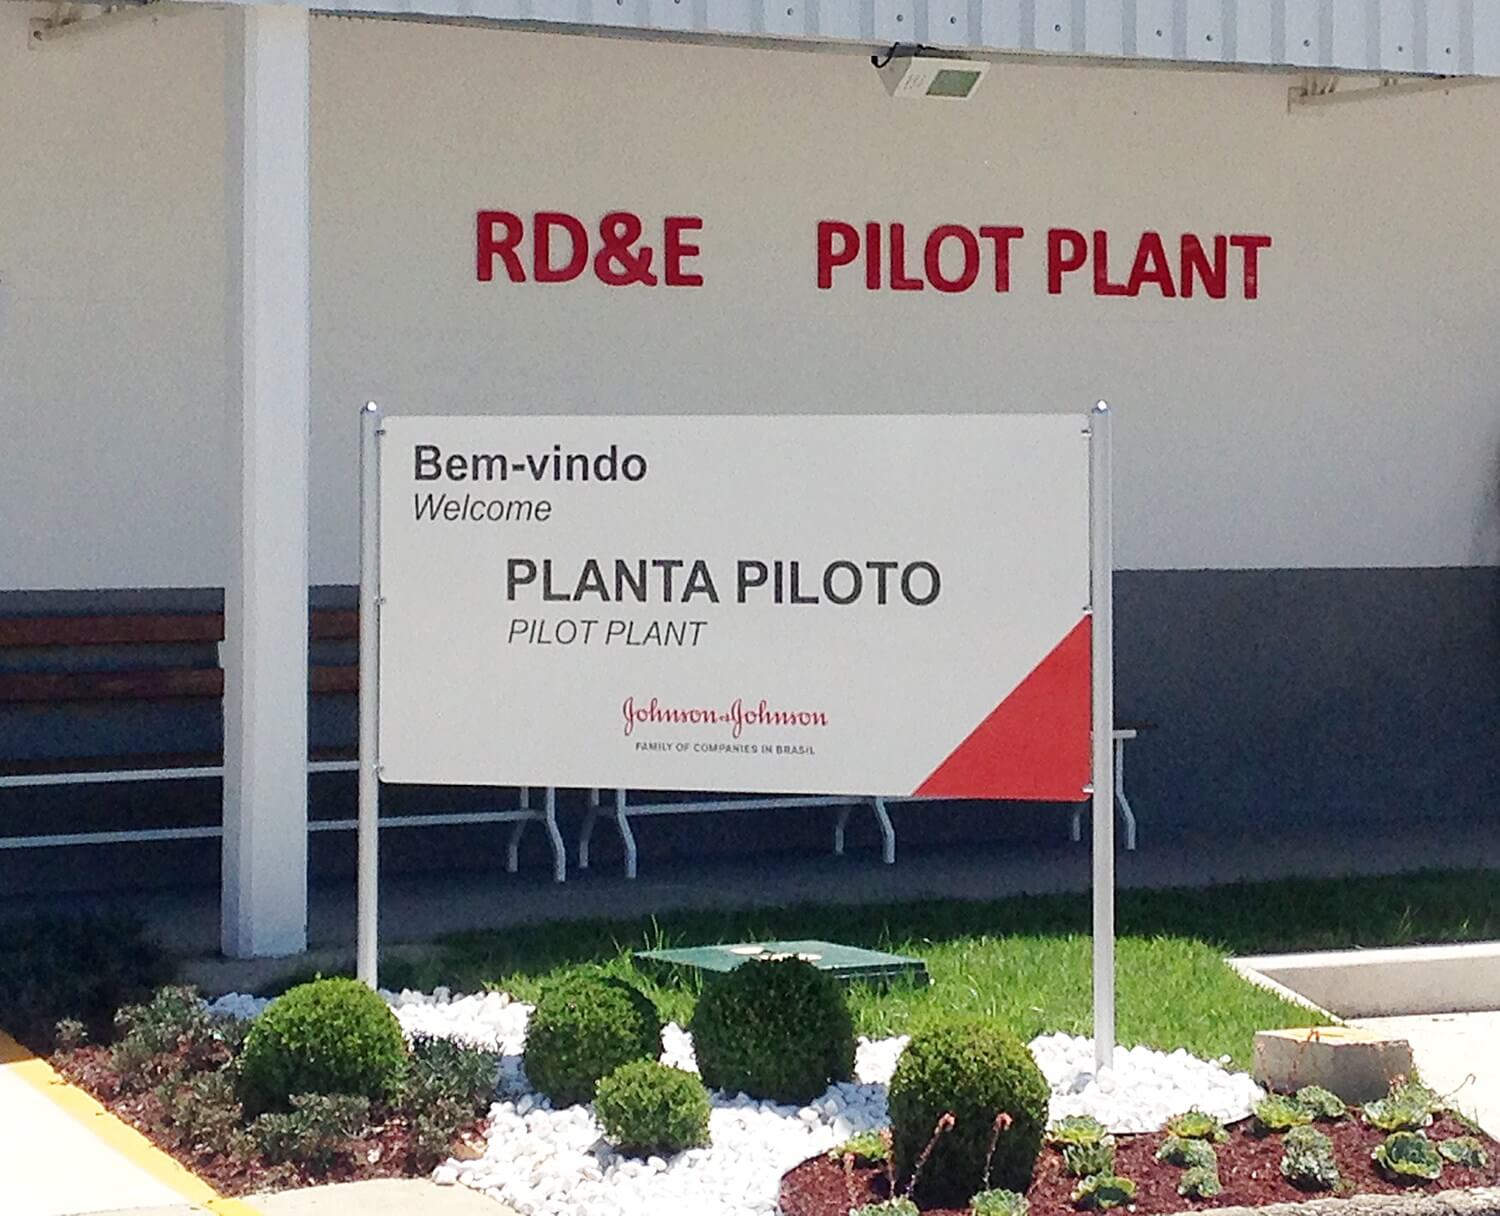 RD&E PILOT PLANT
Bem-vindo
Welcome
PLANTA PILOTO
PILOT PLANT
Johnson & Johnson
FAMILY OF COMPANIES IN BRASIL